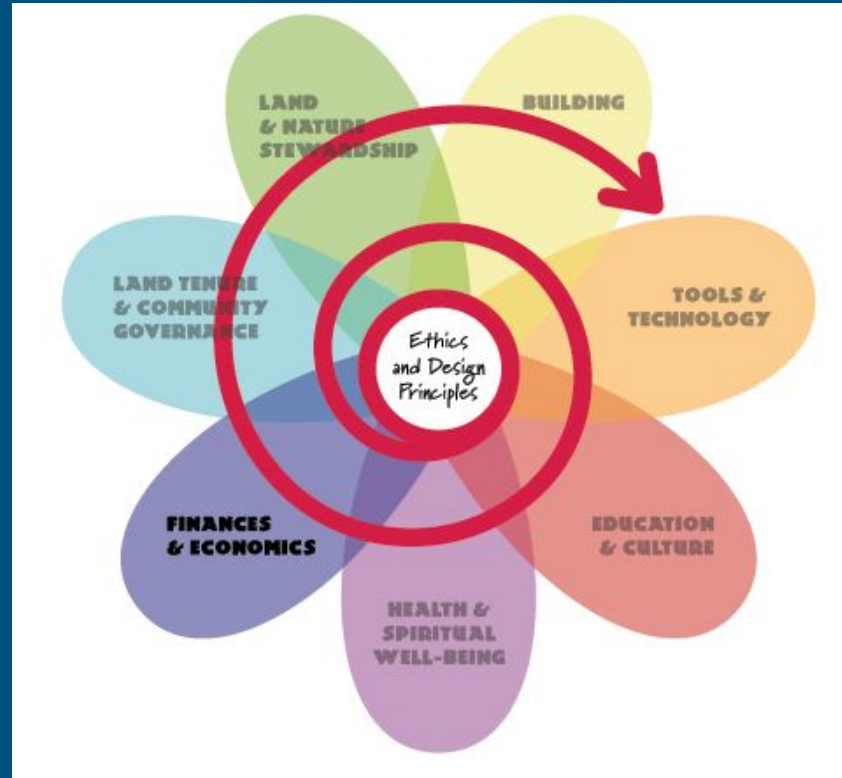 LAND
& NATURE
STEWARDSHIP
BUILDING
TOOLS &
TECHNOLOGY
EDUCATION
& CULTURE
HEALTH &
SPIRITUAL
WELL-BEING
FINANCES
& ECONOMICS
LAND TENURE
& COMMUNITY
GOVERNANCE
Ethics
and Design
Principles